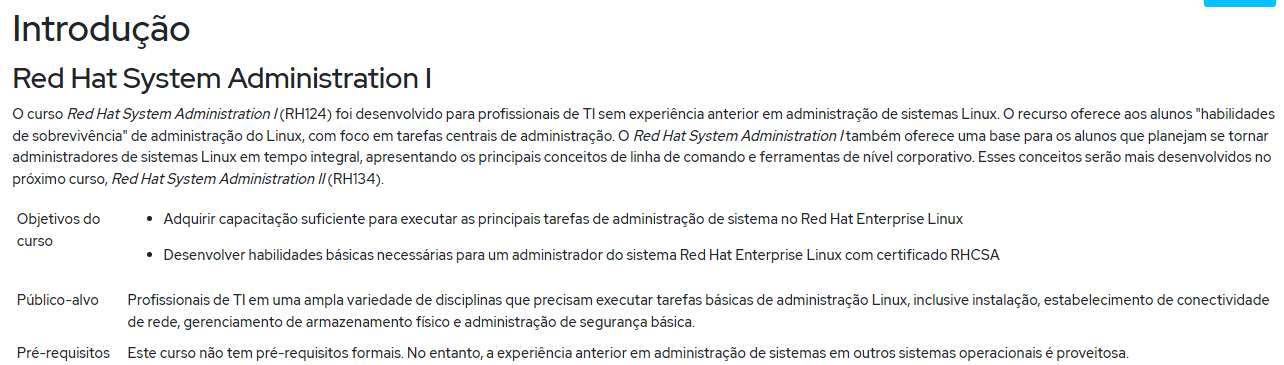 Introdução
Red Hat System Administration I
O curso Red Hat System Administration I (RH124) foi desenvolvido para profissionais de TI sem experiência anterior em administração de sistemas Linux. O recurso oferece aos alunos "habilidades
de sobrevivência" de administração do Linux, com foco em tarefas centrais de administração. O Red Hat System Administration I também oferece uma base para os alunos que planejam se tornar
administradores de sistemas Linux em tempo integral, apresentando os principais conceitos de linha de comando e ferramentas de nível corporativo. Esses conceitos serão mais desenvolvidos no
próximo curso, Red Hat System Administration II (RH134).
Objetivos do
curso
• Adquirir capacitação suficiente para executar as principais tarefas de administração de sistema no Red Hat Enterprise Linux
• Desenvolver habilidades básicas necessárias para um administrador do sistema Red Hat Enterprise Linux com certificado RHCSA
Público-alvo
Profissionais de TI em uma ampla variedade de disciplinas que precisam executar tarefas básicas de administração Linux, inclusive instalação, estabelecimento de conectividade
de rede, gerenciamento de armazenamento físico e administração de segurança básica.
Pré-requisitos
Este curso não tem pré-requisitos formais. No entanto, a experiência anterior em administração de sistemas em outros sistemas operacionais é proveitosa.